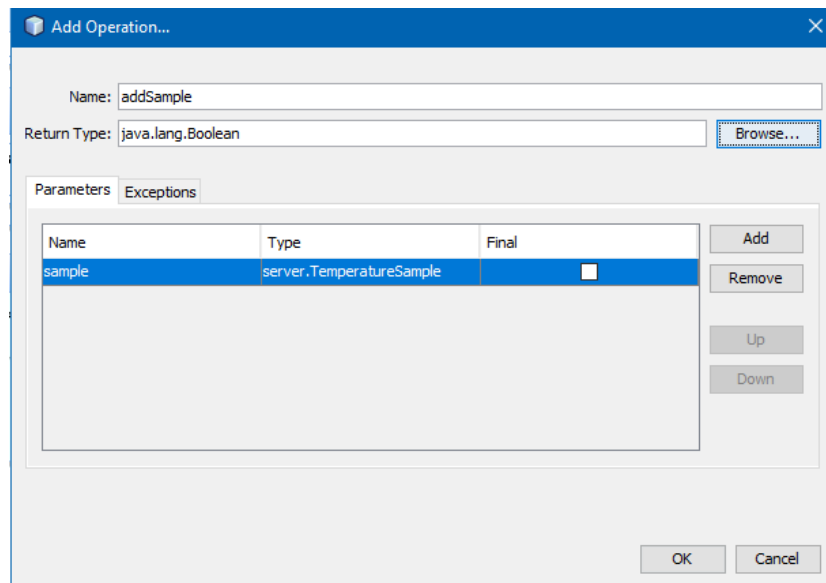 Add Operation...
Name: addSample
Return Type: java.lang.Boolean Browse...
Parameters Exceptions
Name Type Final Add
sample server.TemperatureSample Remove
Up
Down
OK Cancel